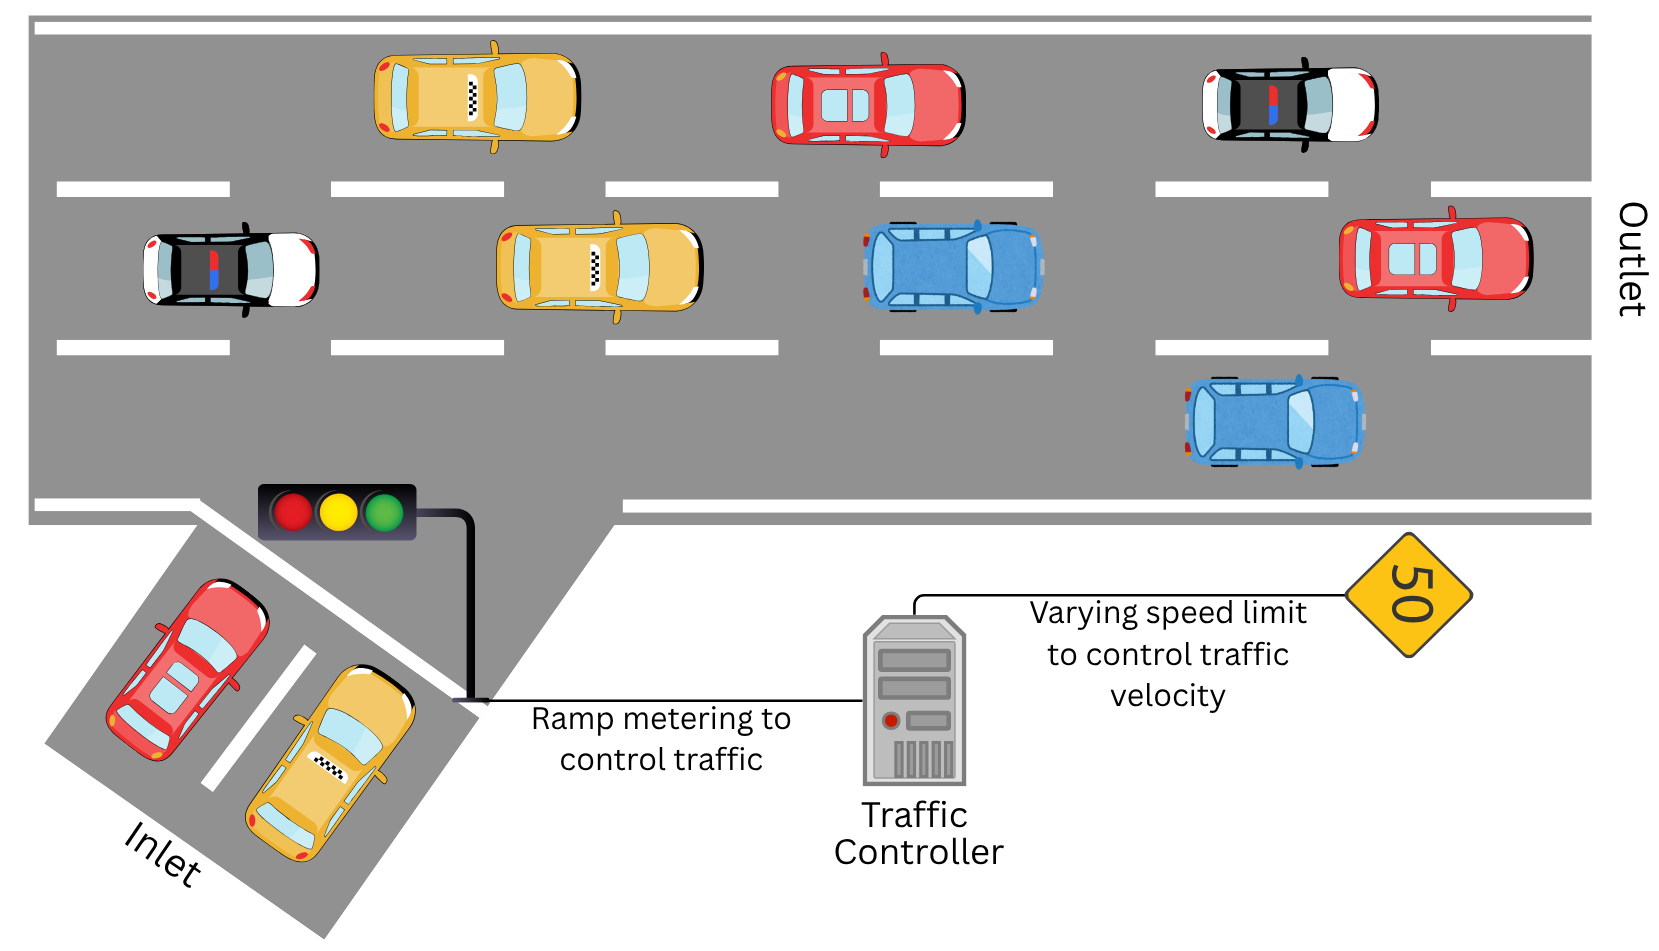 Outlet
50
Varying speed limit
to control traffic
velocity
Ramp metering to
control traffic
Traffic
Controller
Inlet